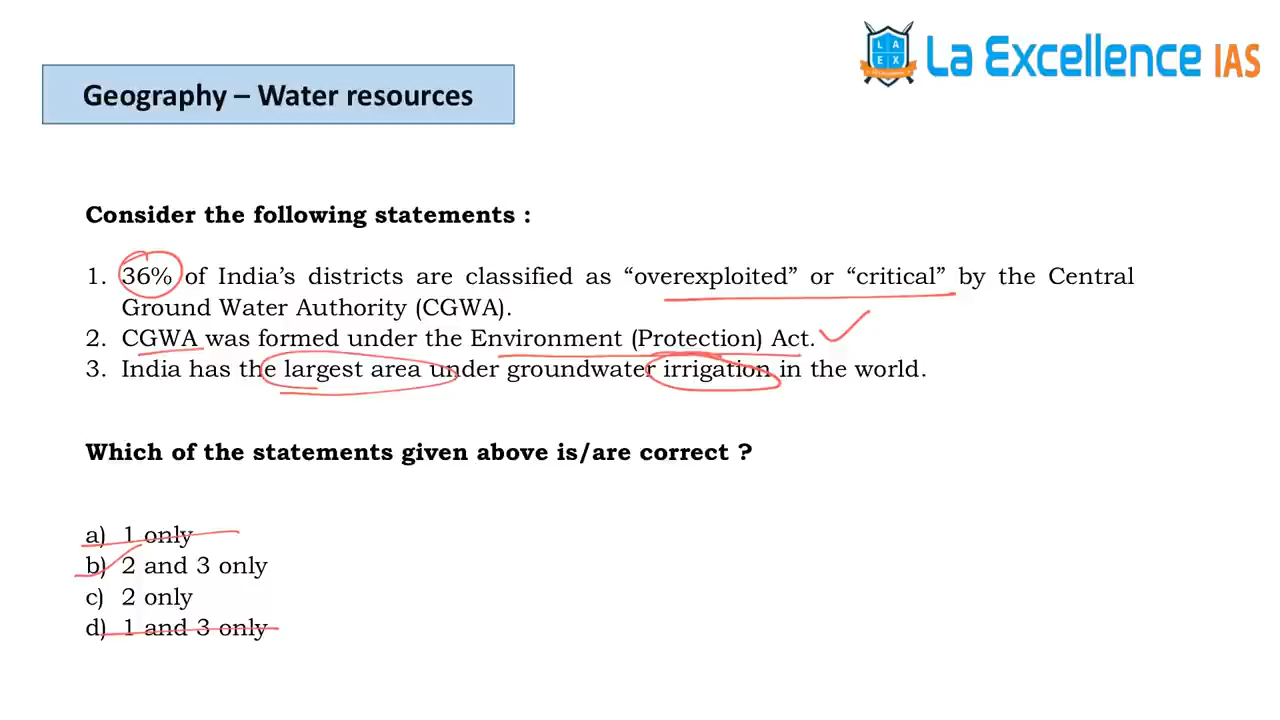 La Excellence IAS
L A
E X
Geography – Water resources
Consider the following statements :
1. 36% of India's districts are classified as “overexploited” or “critical” by the Central
Ground Water Authority (CGWA).
2. CGWA was formed under the Environment (Protection) Act.
3. India has the largest area under groundwater irrigation in the world.
Which of the statements given above is/are correct ?
a) 1 only
b) 2 and 3 only
c) 2 only
d) 1 and 3 only